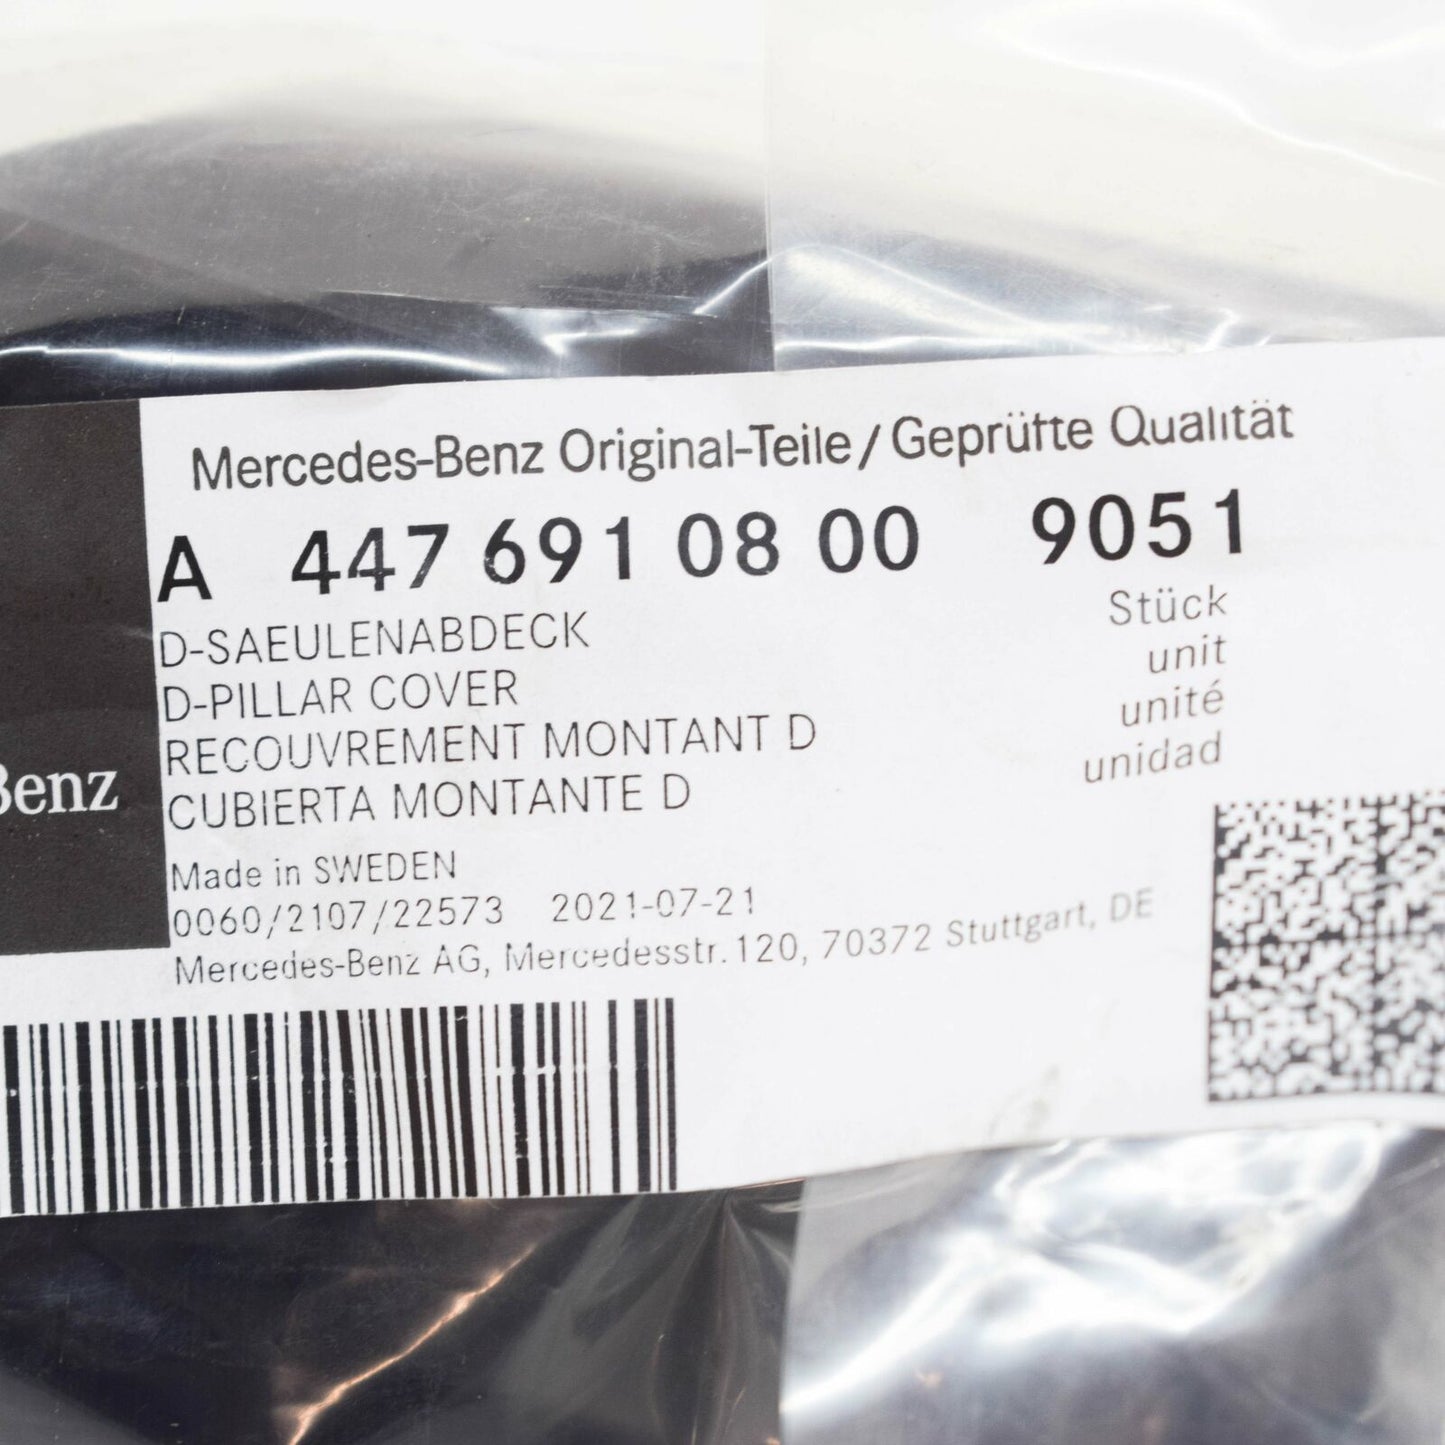 Mercedes-Benz Original-Teile / Geprüfte Qualität
A 447 691 08 00 9051
D-SAEULENABDECK
D-PILLAR COVER
RECOUVREMENT MONTANT D
CUBIERTA MONTANTE D
Stück
unit
unité
unidad
Benz
Made in SWEDEN
0060/2107/22573 2021-07-21
Mercedes-Benz AG, Mercedesstr. 120, 70372 Stuttgart, DE